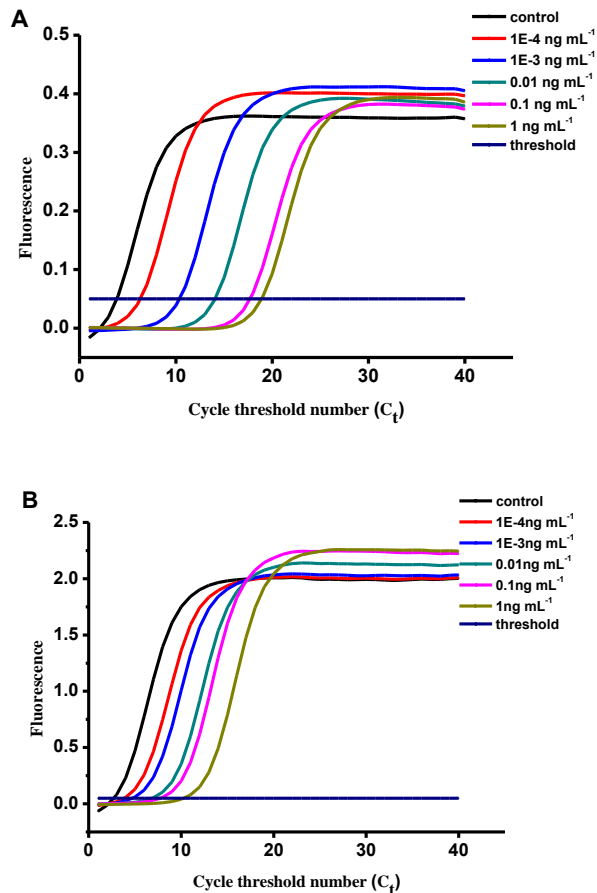 A
control
1E-4 ng mL⁻¹
1E-3 ng mL⁻¹
0.01 ng mL⁻¹
0.1 ng mL⁻¹
1 ng mL⁻¹
threshold
0.5
0.4
0.3
0.2
0.1
0.0
Fluorescence
0 10 20 30 40
Cycle threshold number (Cₜ)
B
control
1E-4ng mL⁻¹
1E-3ng mL⁻¹
0.01ng mL⁻¹
0.1ng mL⁻¹
1ng mL⁻¹
threshold
2.5
2.0
1.0
0.5
0.0
Fluorescence
0 10 20 30 40
Cycle threshold number (Cₜ)